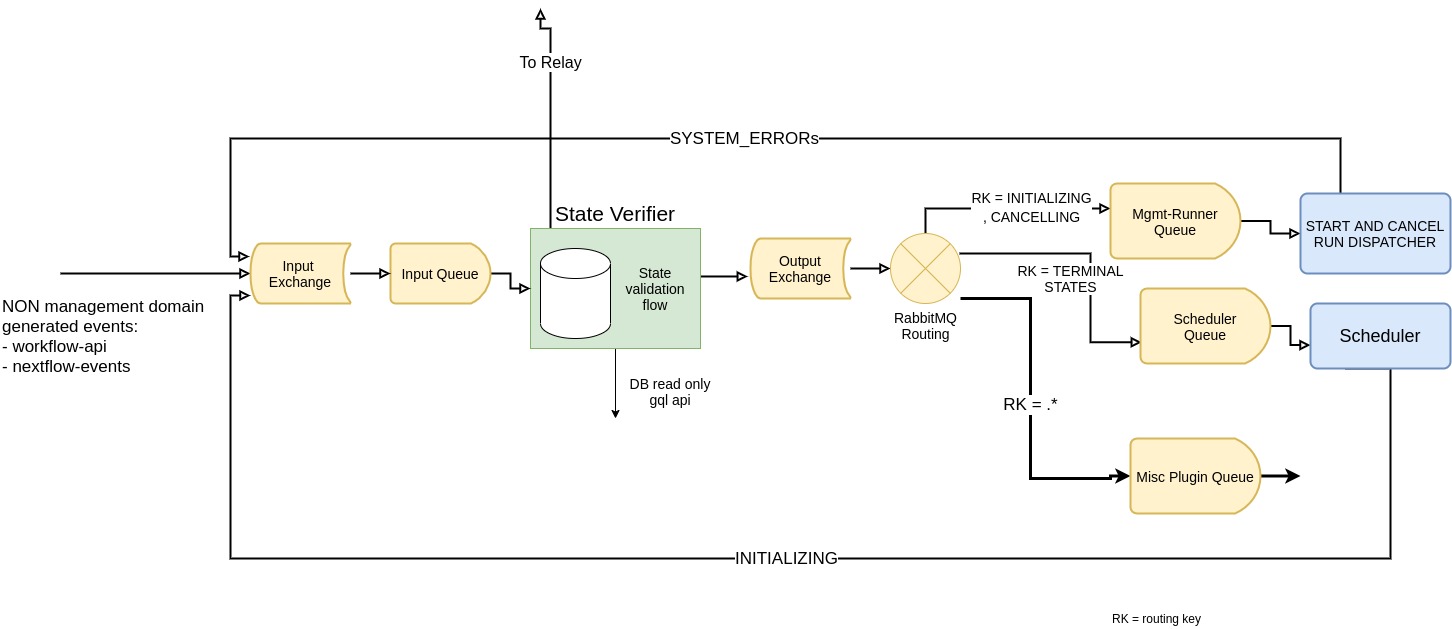 To Relay
SYSTEM_ERRORs
State Verifier
RK = INITIALIZING
, CANCELLING
Mgmt-Runner
Queue
START AND CANCEL
RUN DISPATCHER
Input
Exchange
Input Queue
State
validation
flow
Output
Exchange
RabbitMQ
Routing
RK = TERMINAL
STATES
Scheduler
Queue
Scheduler
NON management domain
generated events:
- workflow-api
- nextflow-events
DB read only
gql api
RK = .*
Misc Plugin Queue
INITIALIZING
RK = routing key